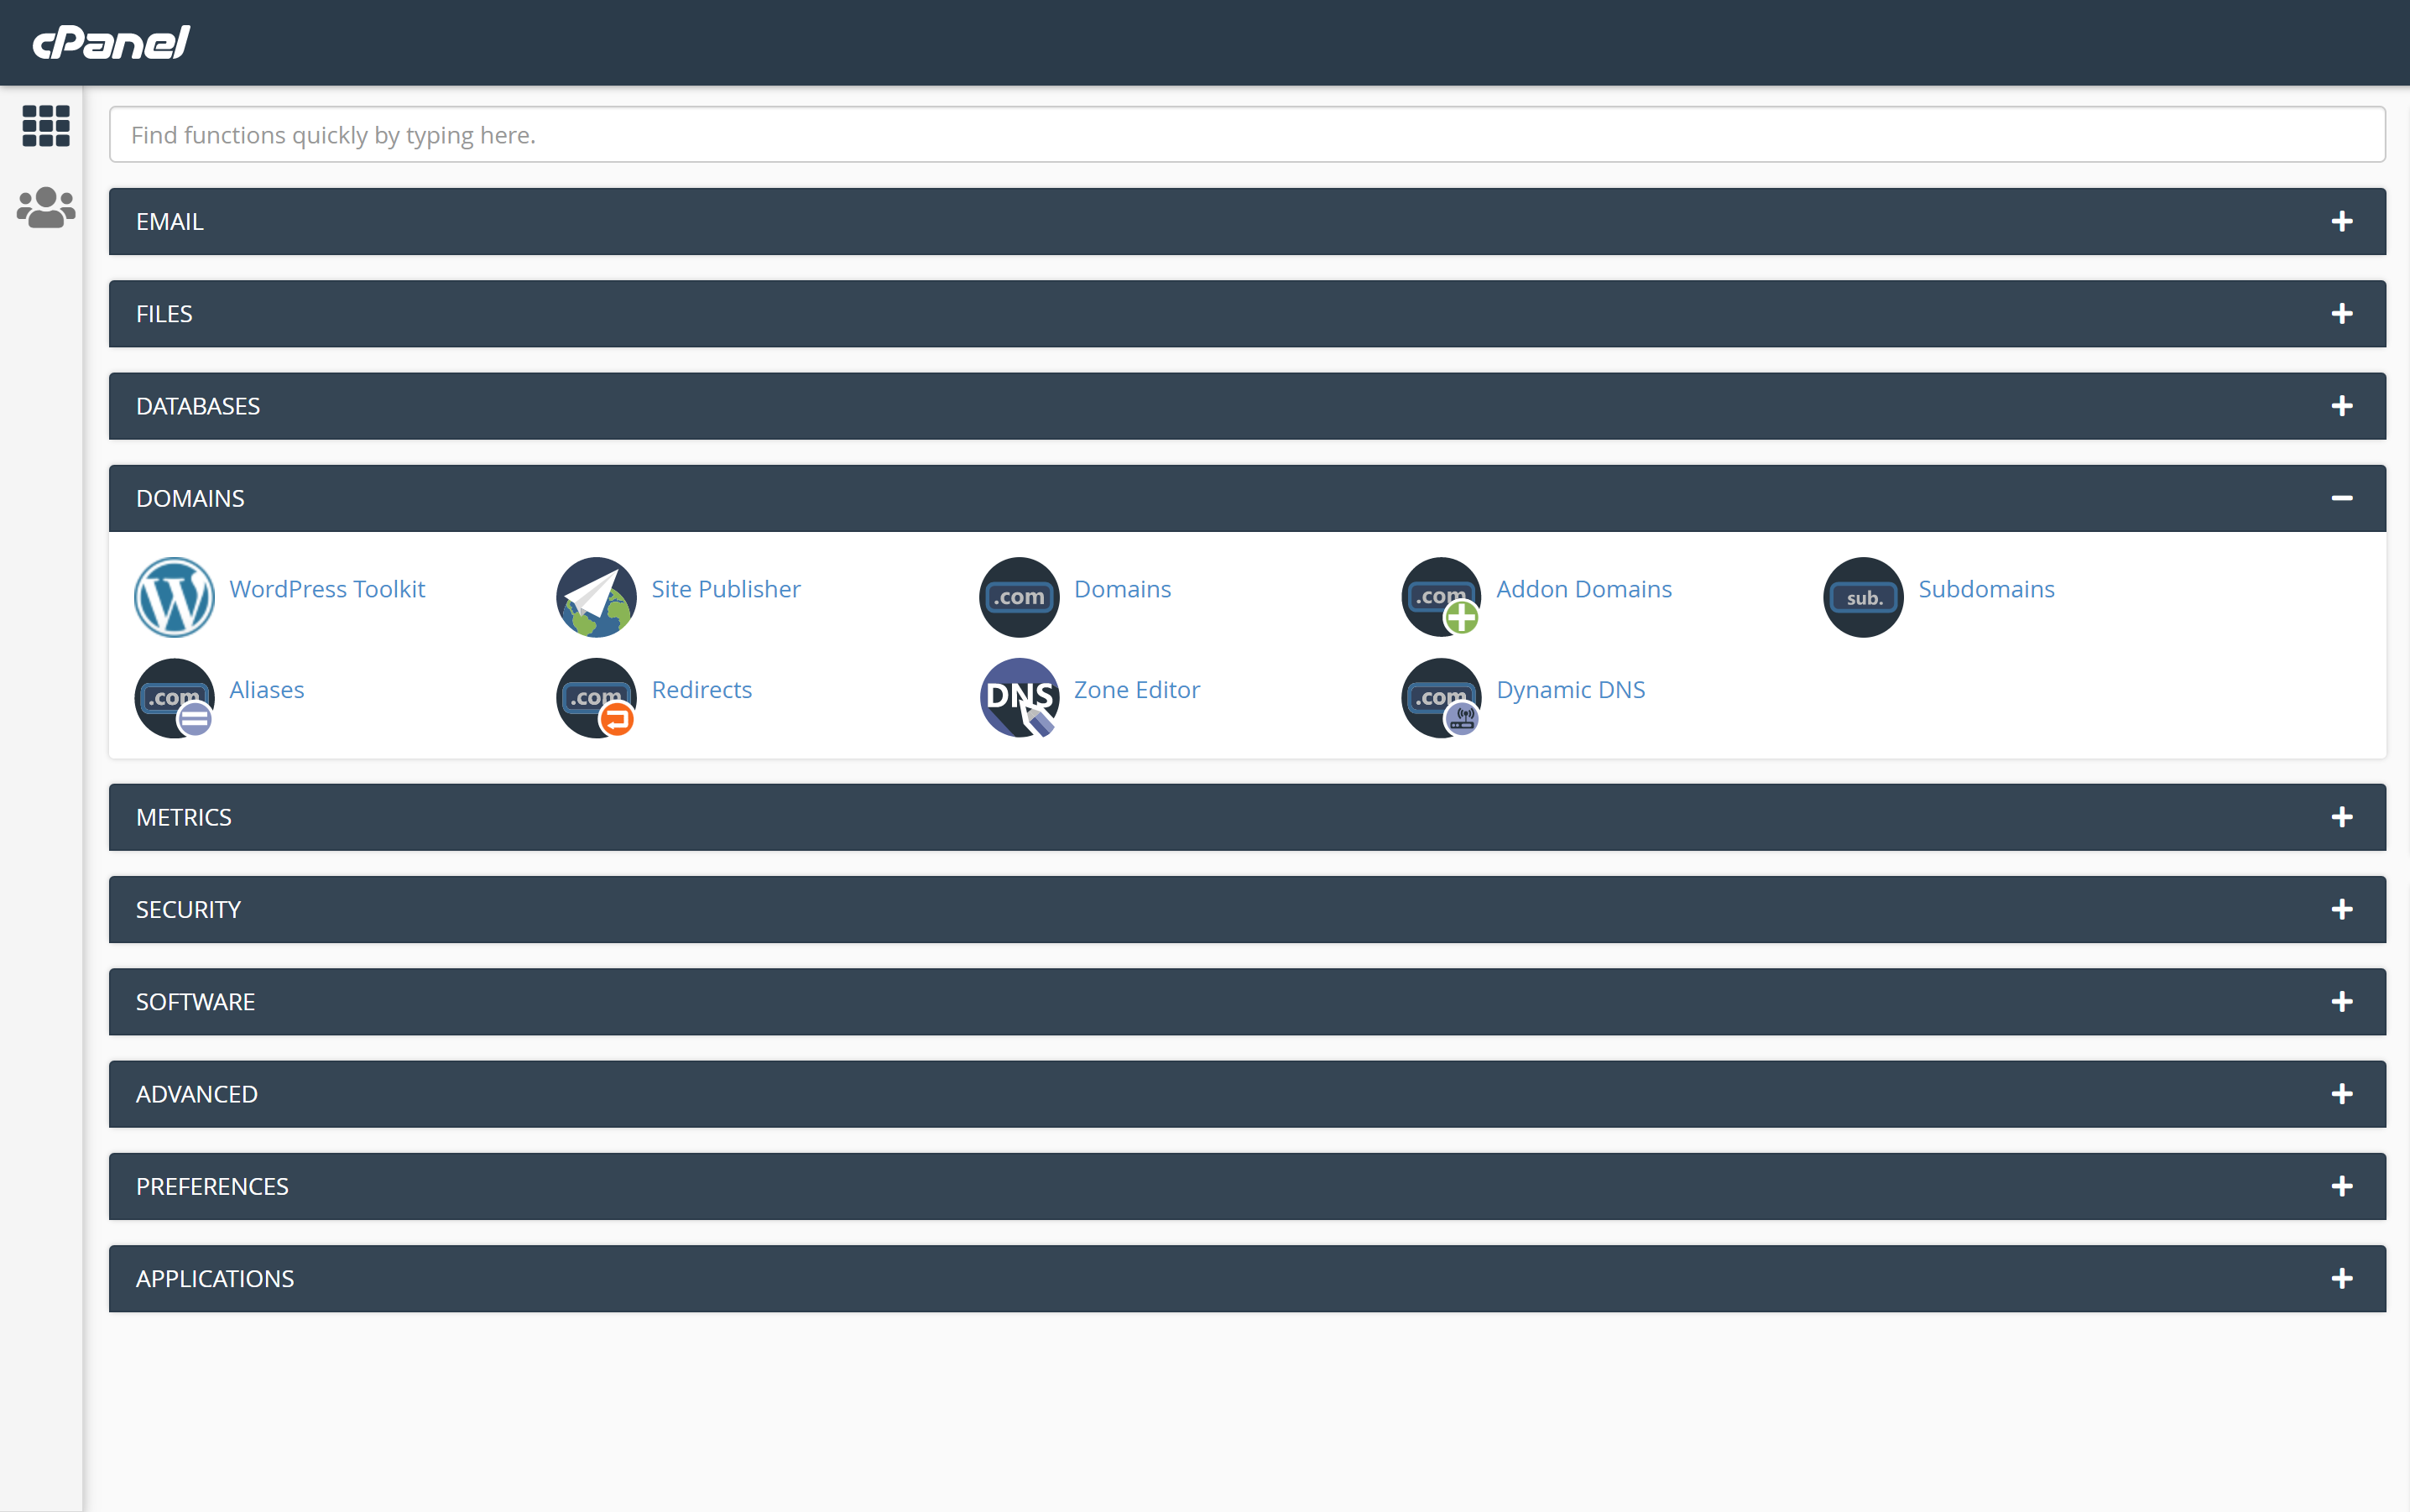 cPanel
Find functions quickly by typing here.
EMAIL
FILES
DATABASES
DOMAINS
WordPress Toolkit
Site Publisher
.com Domains
.com Addon Domains
sub. Subdomains
.com Aliases
.com Redirects
DNS Zone Editor
.com Dynamic DNS
METRICS
SECURITY
SOFTWARE
ADVANCED
PREFERENCES
APPLICATIONS